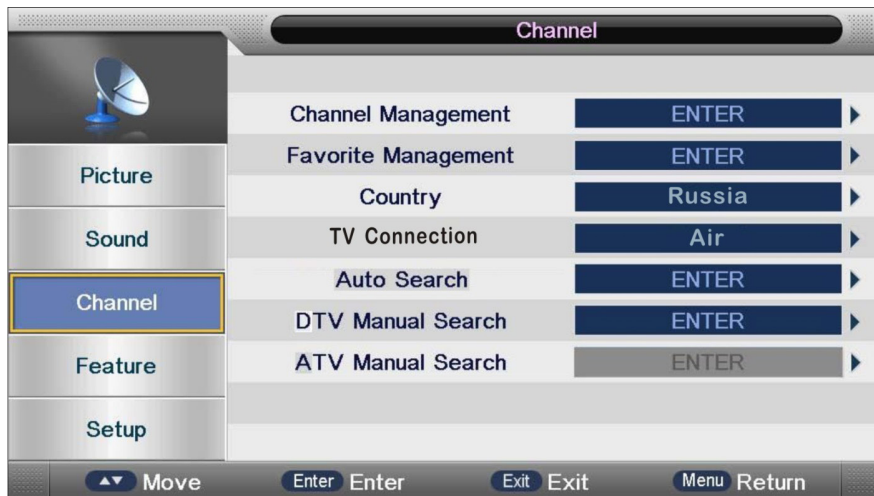 Channel
Channel Management ENTER
Favorite Management ENTER
Country Russia
TV Connection Air
Auto Search ENTER
DTV Manual Search ENTER
ATV Manual Search ENTER
Picture
Sound
Channel
Feature
Setup
Move Enter Enter Exit Exit Menu Return